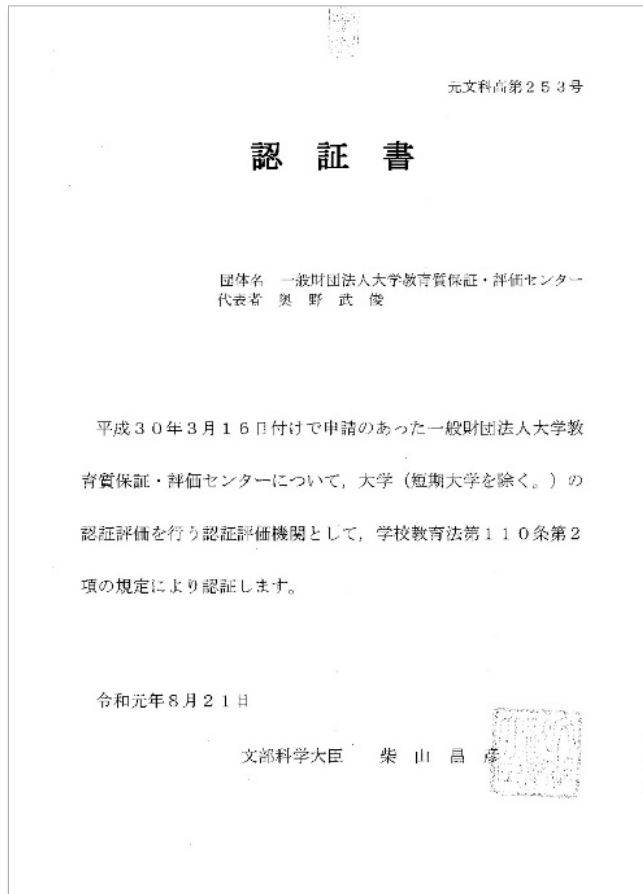 元文科高第２５３号
認証書
団体名　一般財団法人大学教育質保証・評価センター
代表者　奥　野　武　俊
平成３０年３月１６日付けで申請のあった一般財団法人大学教
育質保証・評価センターについて，大学（短期大学を除く。）の
認証評価を行う認証評価機関として，学校教育法第１１０条第２
項の規定により認証します。
令和元年８月２１日
文部科学大臣　柴　山　昌　彦